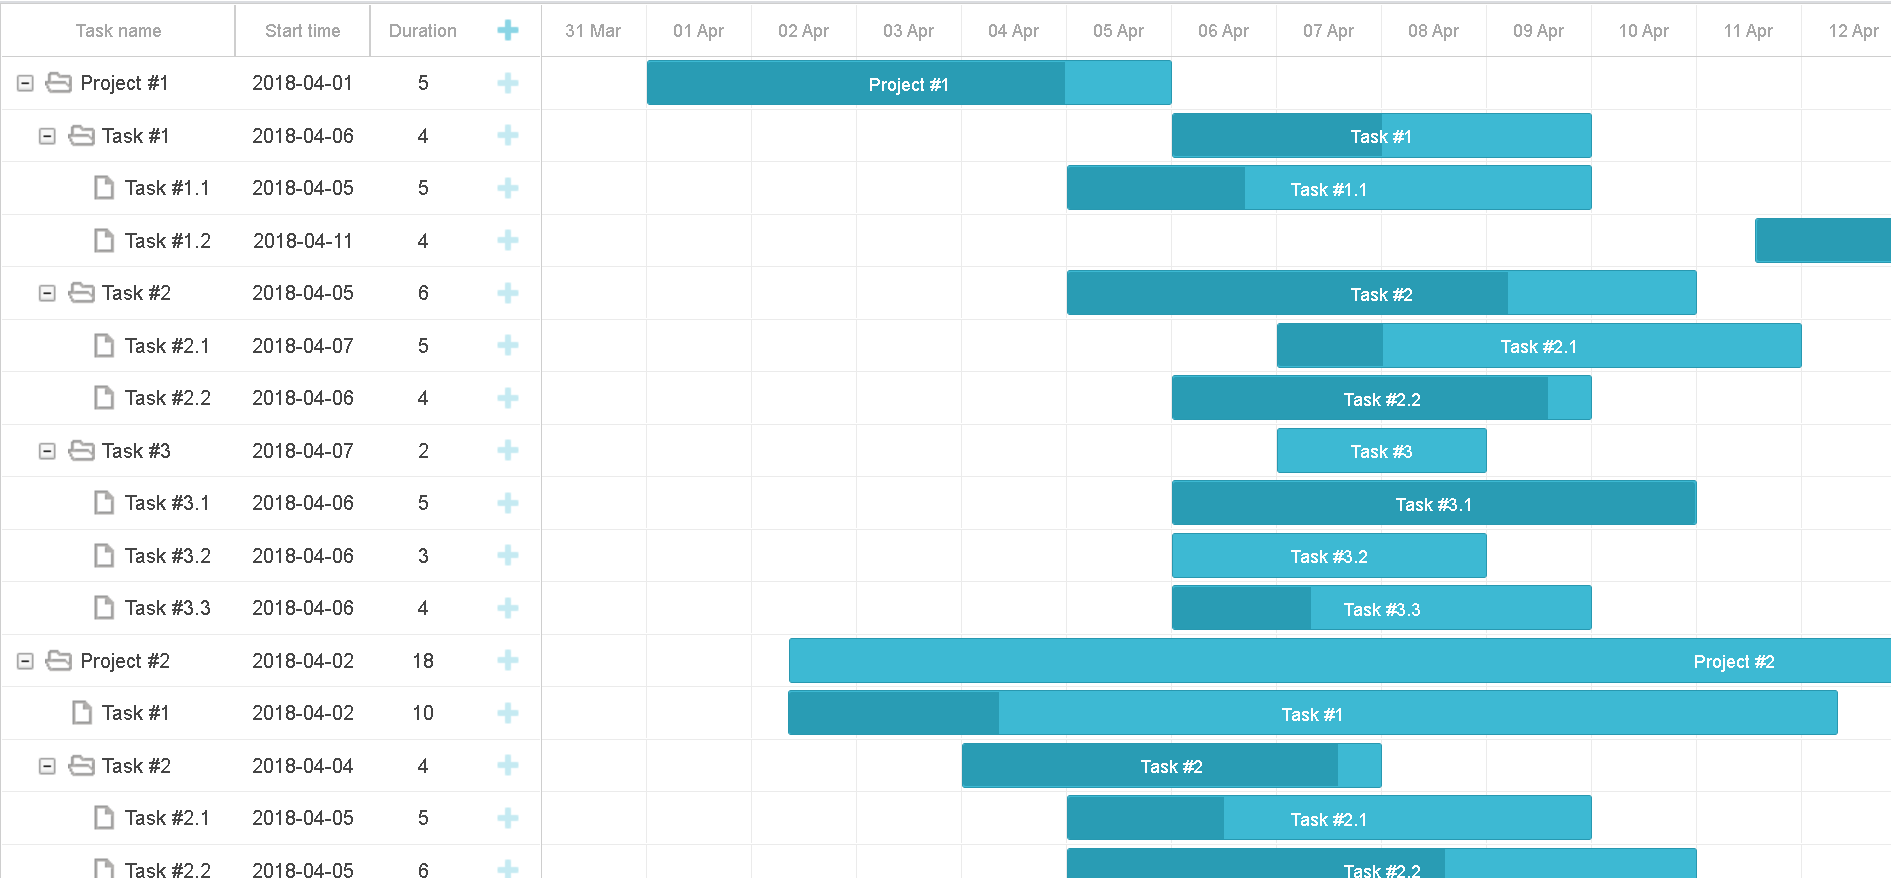 Task name Start time Duration 31 Mar 01 Apr 02 Apr 03 Apr 04 Apr 05 Apr 06 Apr 07 Apr 08 Apr 09 Apr 10 Apr 11 Apr 12 Apr
Project #1 2018-04-01 5 Project #1
Task #1 2018-04-06 4 Task #1
Task #1.1 2018-04-05 5 Task #1.1
Task #1.2 2018-04-11 4
Task #2 2018-04-05 6 Task #2
Task #2.1 2018-04-07 5 Task #2.1
Task #2.2 2018-04-06 4 Task #2.2
Task #3 2018-04-07 2 Task #3
Task #3.1 2018-04-06 5 Task #3.1
Task #3.2 2018-04-06 3 Task #3.2
Task #3.3 2018-04-06 4 Task #3.3
Project #2 2018-04-02 18 Project #2
Task #1 2018-04-02 10 Task #1
Task #2 2018-04-04 4 Task #2
Task #2.1 2018-04-05 5 Task #2.1
Task #2.2 2018-04-05 6 Task #2.2